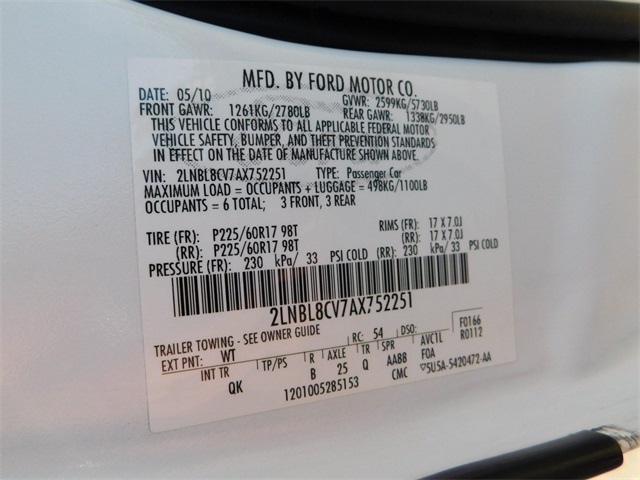 MFD. BY FORD MOTOR CO.
DATE: 05/10 GVWR: 2599KG/5730LB
FRONT GAWR: 1261KG/2780LB REAR GAWR: 1338KG/2950LB
THIS VEHICLE CONFORMS TO ALL APPLICABLE FEDERAL MOTOR
VEHICLE SAFETY, BUMPER, AND THEFT PREVENTION STANDARDS
IN EFFECT ON THE DATE OF MANUFACTURE SHOWN ABOVE.
VIN: 2LNBL8CV7AX752251 TYPE: Passenger Car
MAXIMUM LOAD = OCCUPANTS + LUGGAGE = 498KG/1100LB
OCCUPANTS = 6 TOTAL; 3 FRONT, 3 REAR
TIRE (FR): P225/60R17 98T RIMS (FR): 17 X 7.0J
(RR): P225/60R17 98T (RR): 17 X 7.0J
PRESSURE (FR): 230 kPa/ 33 PSI COLD (RR): 230 kPa/ 33 PSI COLD
2LNBL8CV7AX752251
TRAILER TOWING - SEE OWNER GUIDE RC: 54 DSO: F0166
EXT PNT: WT R0112
INT TR TP/PS R AXLE TR SPR AVC1L
QK B 25 Q AA88 FOA
1201005285153 CMC ▽5U5A-5420472-AA